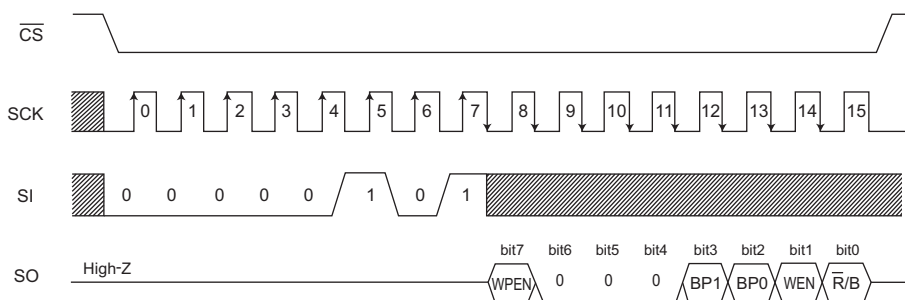 CS
SCK 0 1 2 3 4 5 6 7 8 9 10 11 12 13 14 15
SI 0 0 0 0 0 1 0 1
bit7 bit6 bit5 bit4 bit3 bit2 bit1 bit0
SO High-Z WPEN 0 0 0 BP1 BP0 WEN R̅/B